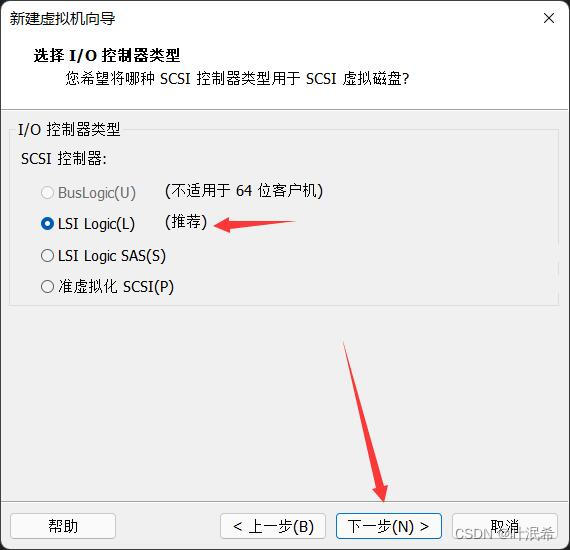 新建虚拟机向导
选择 I/O 控制器类型
您希望将哪种 SCSI 控制器类型用于 SCSI 虚拟磁盘?
I/O 控制器类型
SCSI 控制器:
BusLogic(U) (不适用于 64 位客户机)
LSI Logic(L) (推荐)
LSI Logic SAS(S)
准虚拟化 SCSI(P)
帮助 < 上一步(B) 下一步(N) > 取消
CSDN @叶泯希